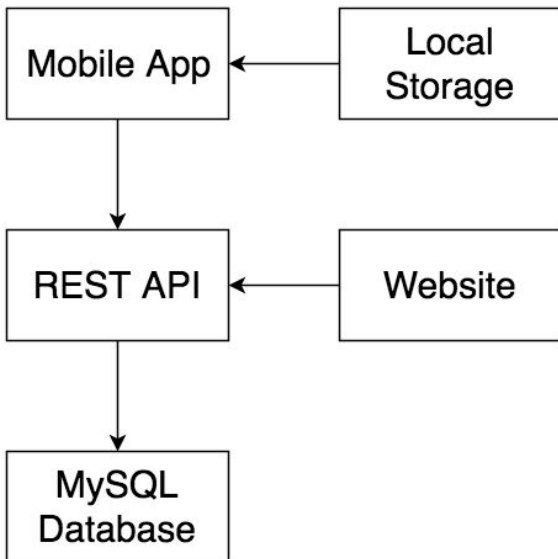 Mobile App
Local
Storage
REST API
Website
MySQL
Database